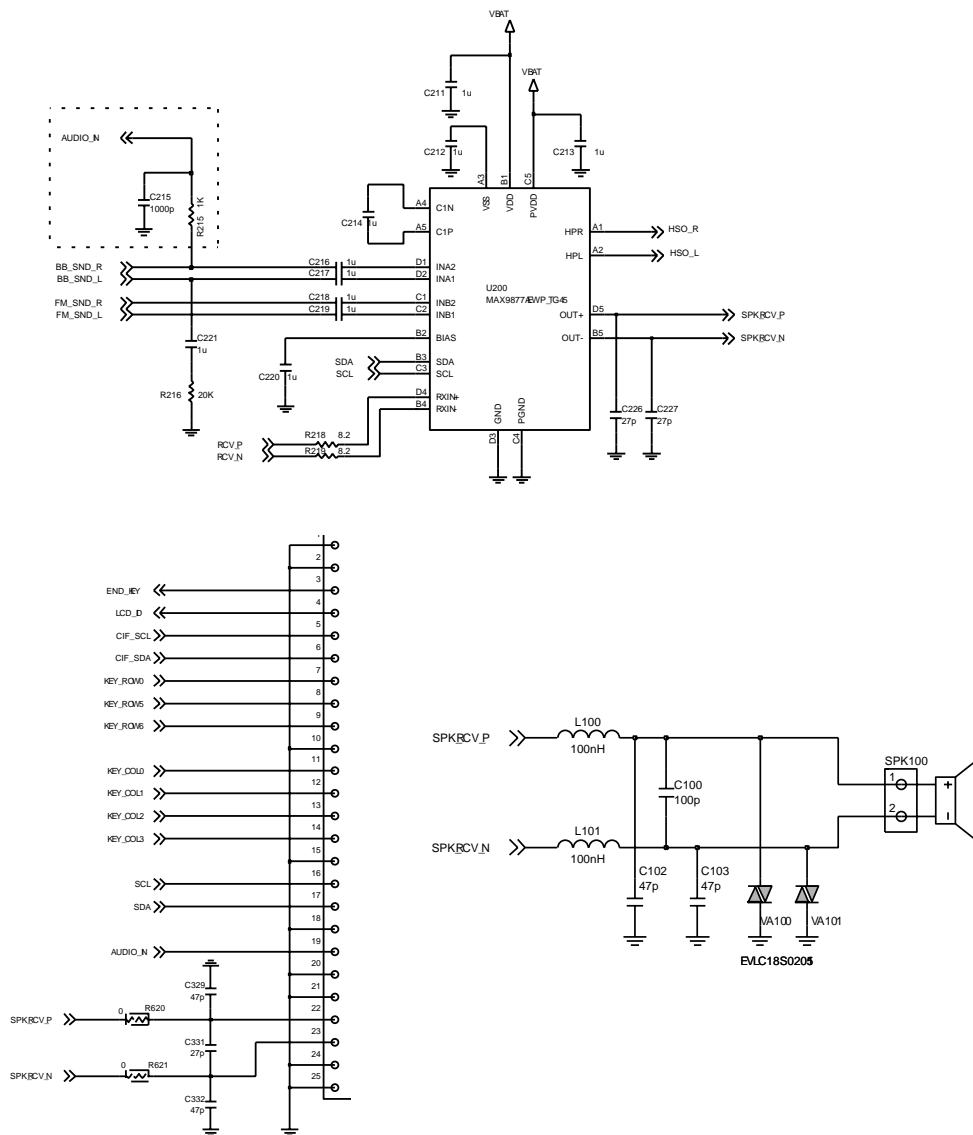 VBAT
VBAT
C211
1u
C212
1u
C213
1u
AUDIO_IN
C215
1000p
R215
1K
A3
VSS
B1
VDD
C5
PVDD
C214
1u
A4
C1N
A5
C1P
A1
HPR
HSO_R
A2
HPL
HSO_L
BB_SND_R
C216
1u
D1
INA2
BB_SND_L
C217
1u
D2
INA1
FM_SND_R
C218
1u
C1
INB2
FM_SND_L
C219
1u
C2
INB1
U200
MAX9877AEWP_TG45
OUT+
D5
SPKRCV_P
OUT-
B5
SPKRCV_N
C221
1u
R216
20K
B2
BIAS
C220
1u
SDA
B3
SDA
SCL
C3
SCL
D4
RXIN+
B4
RXIN-
GND
D3
PGND
C4
C226
27p
C227
27p
RCV_P
R218
8.2
RCV_N
R219
8.2
1
2
3
END_KEY
4
LCD_ID
5
CIF_SCL
6
CIF_SDA
7
KEY_ROW0
8
KEY_ROW5
9
KEY_ROW6
10
11
KEY_COL0
12
KEY_COL1
13
KEY_COL2
14
KEY_COL3
15
16
SCL
17
SDA
18
19
AUDIO_IN
20
21
22
23
24
25
C329
47p
SPKRCV_P
0
R620
C331
27p
SPKRCV_N
0
R621
C332
47p
SPKRCV_P
L100
100nH
C100
100p
SPKRCV_N
L101
100nH
C102
47p
C103
47p
VA100
VA101
SPK100
1
2
+
-